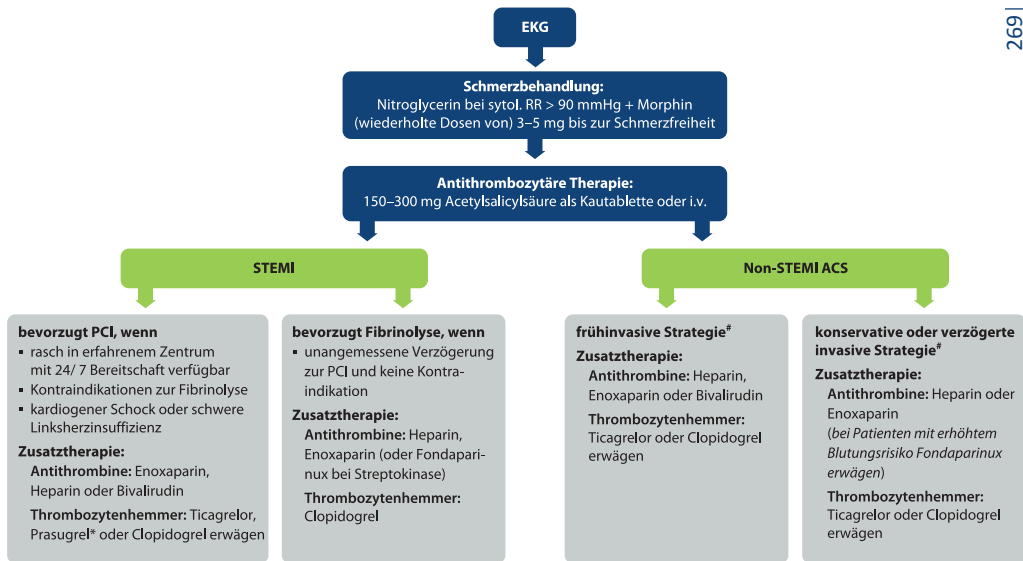 269 |
EKG
Schmerzbehandlung:
Nitroglycerin bei sytol. RR > 90 mmHg + Morphin
(wiederholte Dosen von) 3–5 mg bis zur Schmerzfreiheit
Antithrombozytäre Therapie:
150–300 mg Acetylsalicylsäure als Kautablette oder i.v.
STEMI
Non-STEMI ACS
bevorzugt PCI, wenn
▪ rasch in erfahrenem Zentrum
mit 24/ 7 Bereitschaft verfügbar
▪ Kontraindikationen zur Fibrinolyse
▪ kardiogener Schock oder schwere
Linksherzinsuffizienz
Zusatztherapie:
Antithrombine: Enoxaparin,
Heparin oder Bivalirudin
Thrombozytenhemmer: Ticagrelor,
Prasugrel* oder Clopidogrel erwägen
bevorzugt Fibrinolyse, wenn
▪ unangemessene Verzögerung
zur PCI und keine Kontra-
indikation
Zusatztherapie:
Antithrombine: Heparin,
Enoxaparin (oder Fondapari-
nux bei Streptokinase)
Thrombozytenhemmer:
Clopidogrel
frühinvasive Strategie#
Zusatztherapie:
Antithrombine: Heparin,
Enoxaparin oder Bivalirudin
Thrombozytenhemmer:
Ticagrelor oder Clopidogrel
erwägen
konservative oder verzögerte
invasive Strategie#
Zusatztherapie:
Antithrombine: Heparin oder
Enoxaparin
(bei Patienten mit erhöhtem
Blutungsrisiko Fondaparinux
erwägen)
Thrombozytenhemmer:
Ticagrelor oder Clopidogrel
erwägen